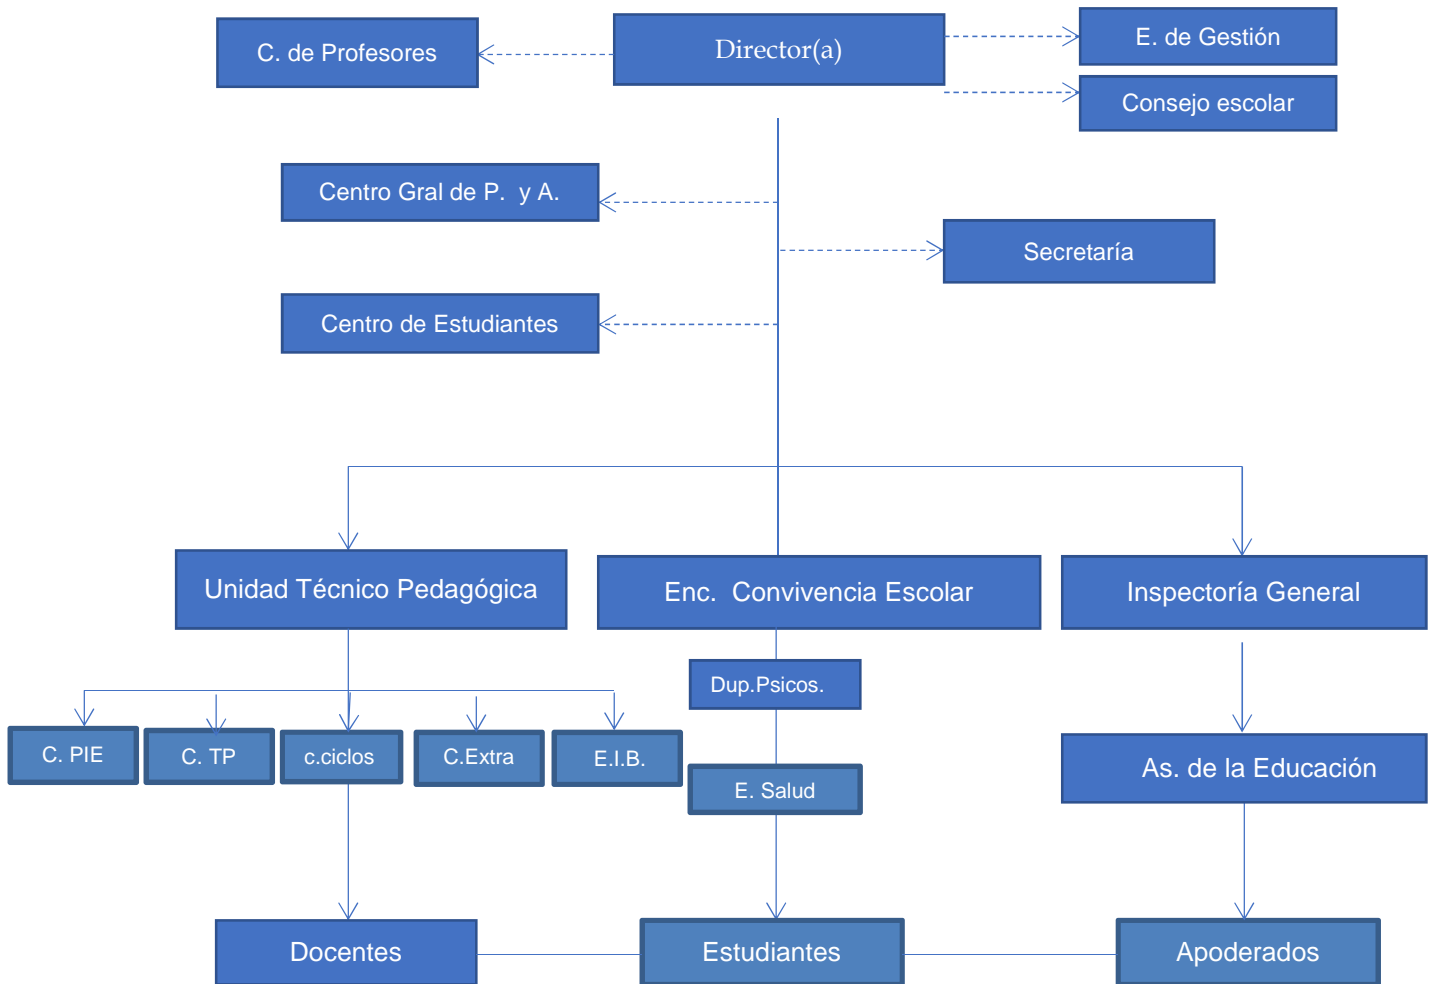 C. de Profesores
Director(a)
E. de Gestión
Consejo escolar
Centro Gral de P. y A.
Secretaría
Centro de Estudiantes
Unidad Técnico Pedagógica
Enc. Convivencia Escolar
Inspectoría General
Dup.Psicos.
C. PIE
C. TP
c.ciclos
C.Extra
E.I.B.
E. Salud
As. de la Educación
Docentes
Estudiantes
Apoderados